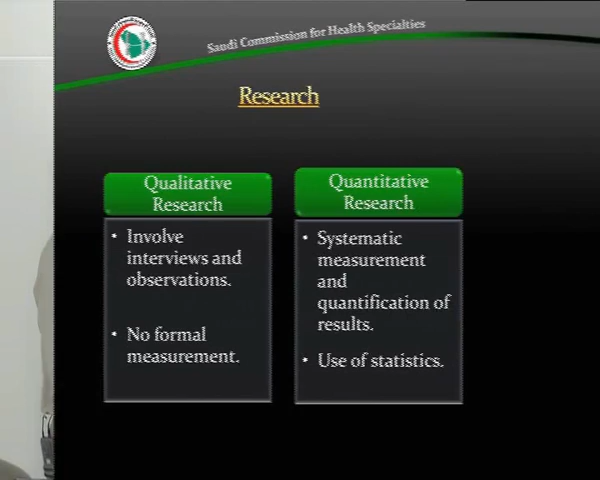 Saudi Commission for Health Specialties
Research
Qualitative
Research
• Involve
interviews and
observations.
• No formal
measurement.
Quantitative
Research
• Systematic
measurement
and
quantification of
results.
• Use of statistics.